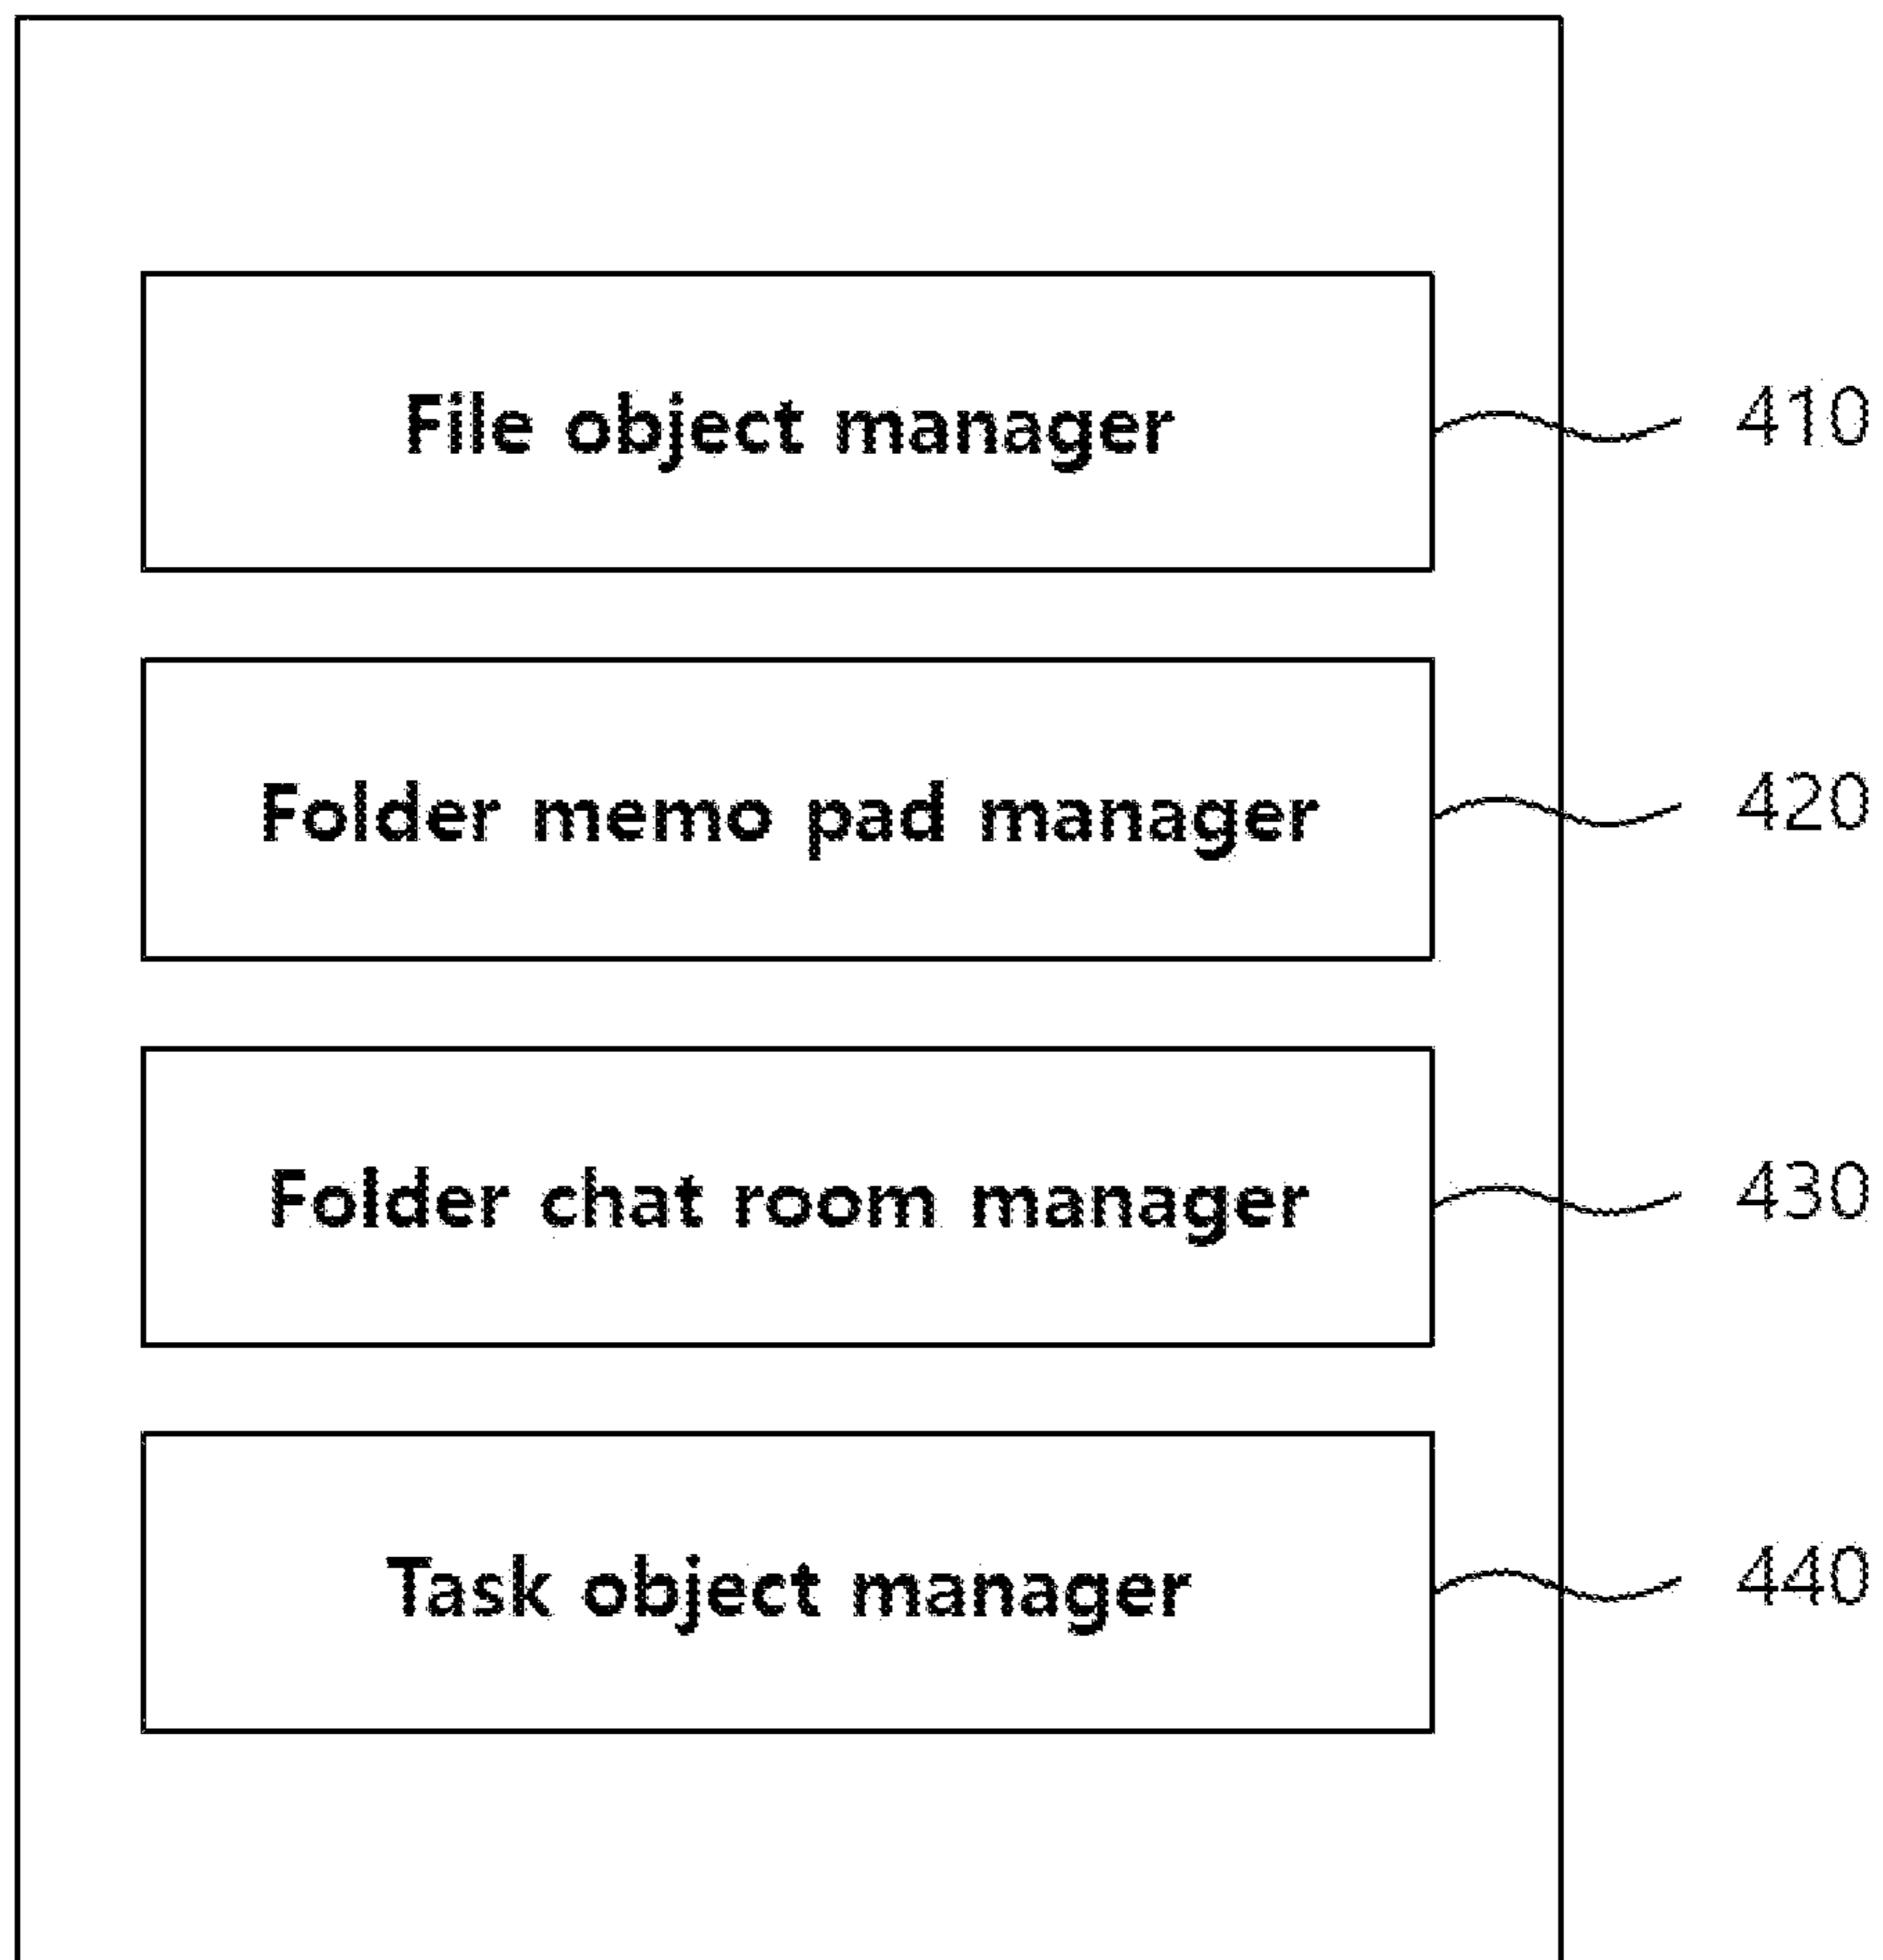 File object manager 410
Folder memo pad manager 420
Folder chat room manager 430
Task object manager 440